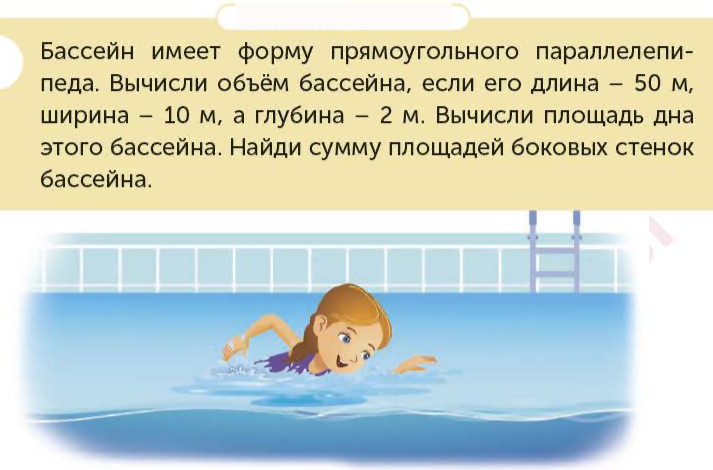 Бассейн имеет форму прямоугольного параллелепи-
педа. Вычисли объём бассейна, если его длина – 50 м,
ширина – 10 м, а глубина – 2 м. Вычисли площадь дна
этого бассейна. Найди сумму площадей боковых стенок
бассейна.